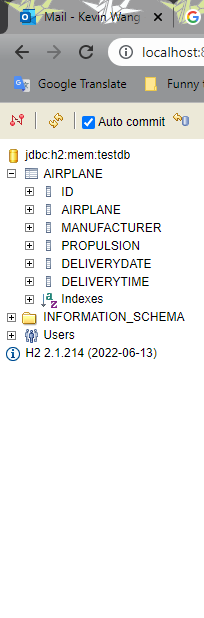 Mail - Kevin Wang
localhost:8
Google Translate
Funny
Auto commit
jdbc:h2:mem:testdb
AIRPLANE
ID
AIRPLANE
MANUFACTURER
PROPULSION
DELIVERYDATE
DELIVERYTIME
Indexes
INFORMATION_SCHEMA
Users
H2 2.1.214 (2022-06-13)